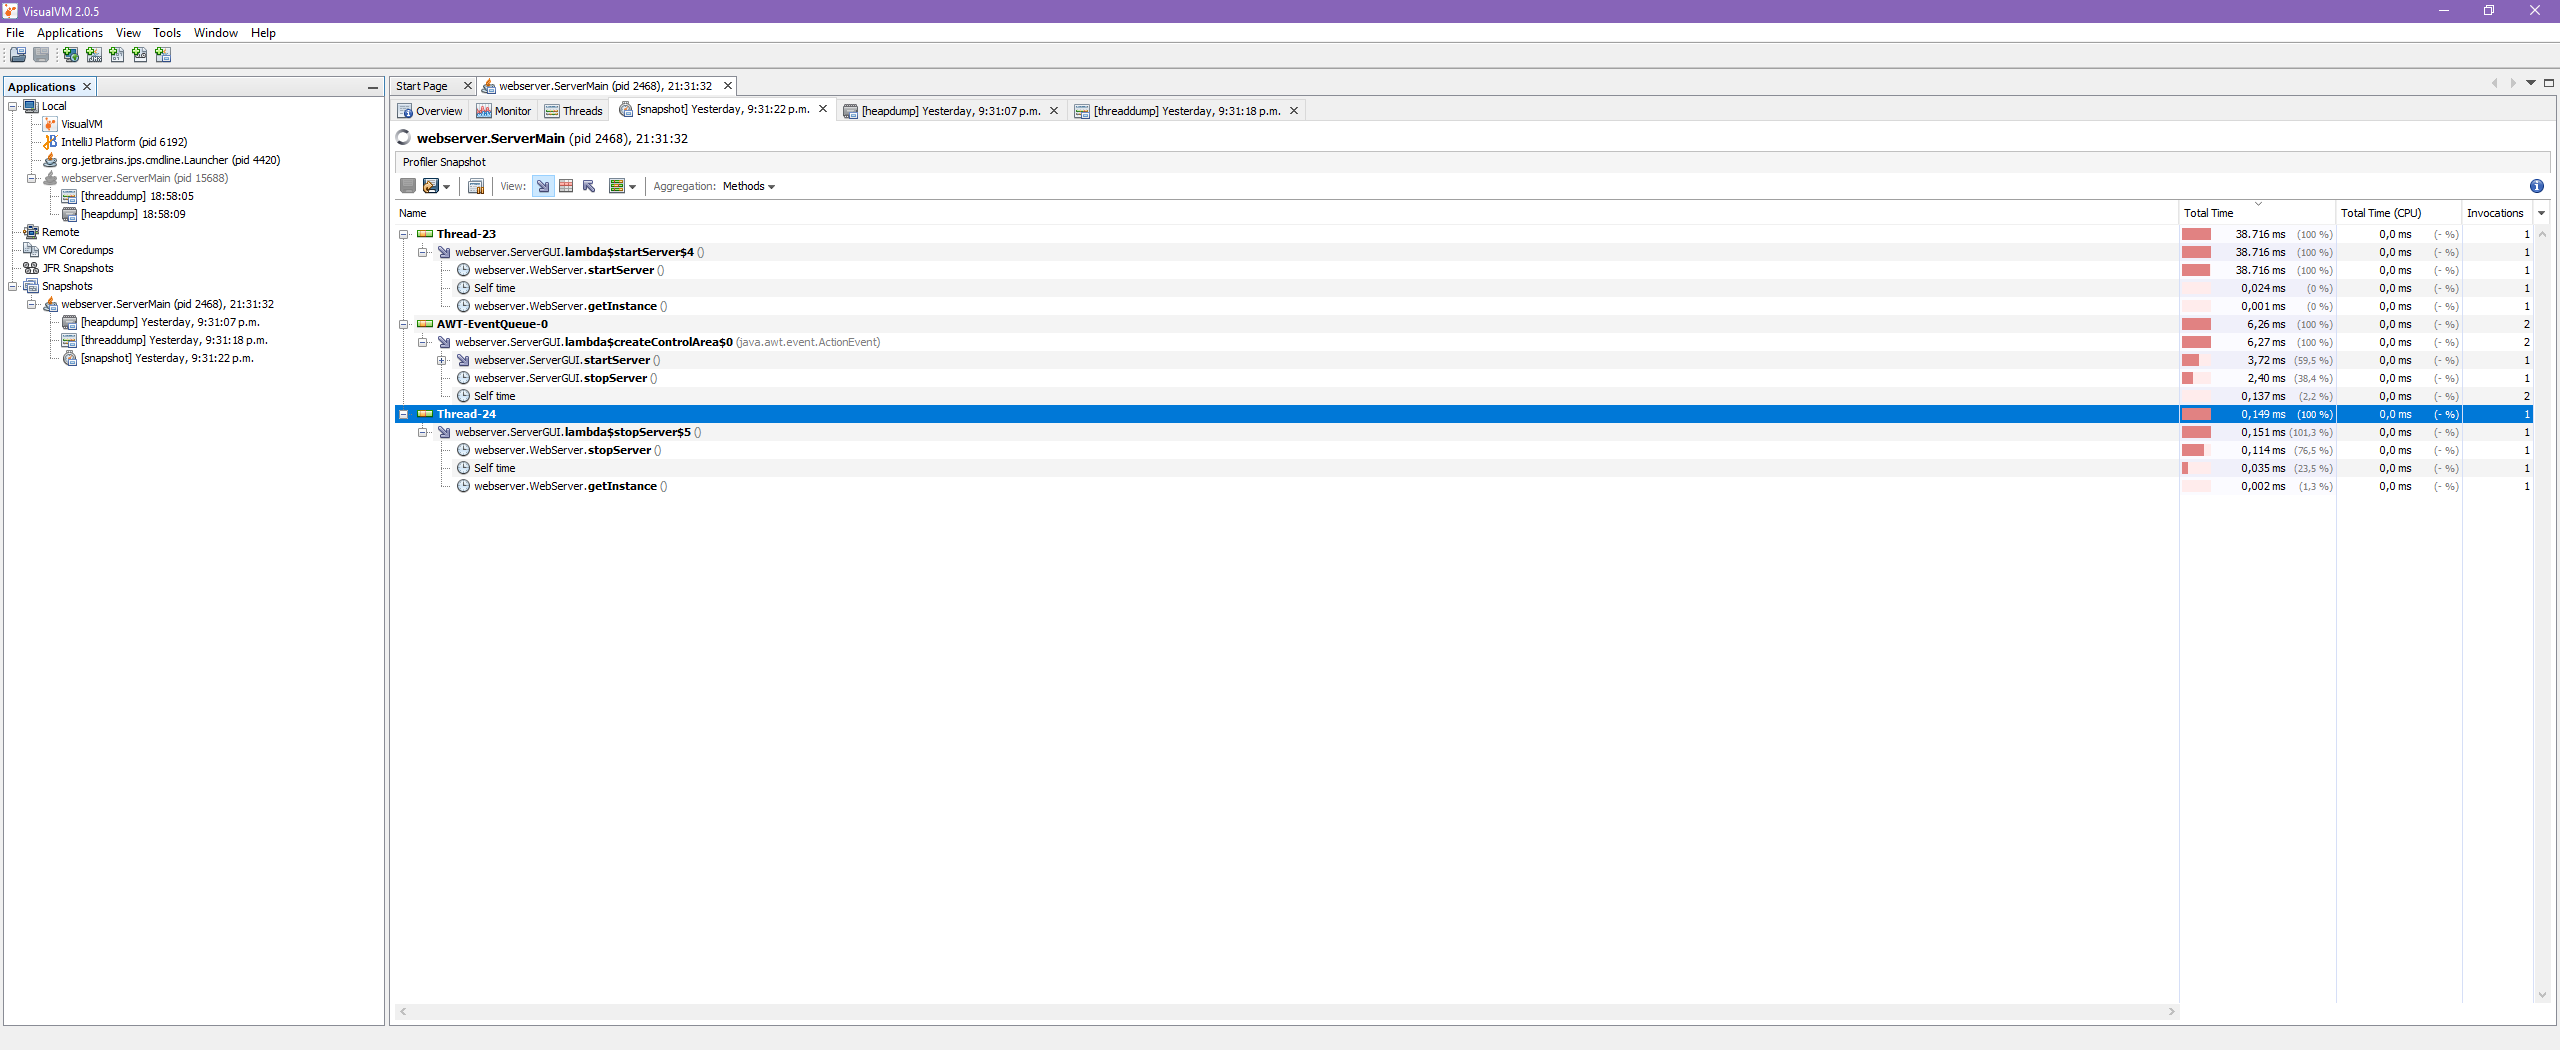 VisualVM 2.0.5
File Applications View Tools Window Help
Applications
Local
VisualVM
IntelliJ Platform (pid 6192)
org.jetbrains.jps.cmdline.Launcher (pid 4420)
webserver.ServerMain (pid 15688)
[threaddump] 18:58:05
[heapdump] 18:58:09
Remote
VM Coredumps
JFR Snapshots
Snapshots
webserver.ServerMain (pid 2468), 21:31:32
[heapdump] Yesterday, 9:31:07 p.m.
[threaddump] Yesterday, 9:31:18 p.m.
[snapshot] Yesterday, 9:31:22 p.m.
Start Page webserver.ServerMain (pid 2468), 21:31:32
Overview Monitor Threads [snapshot] Yesterday, 9:31:22 p.m. [heapdump] Yesterday, 9:31:07 p.m. [threaddump] Yesterday, 9:31:18 p.m.
webserver.ServerMain (pid 2468), 21:31:32
Profiler Snapshot
View: Aggregation: Methods
Name Total Time Total Time (CPU) Invocations
Thread-23 38.716 ms (100 %) 0,0 ms (- %) 1
webserver.ServerGUI.lambda$startServer$4 () 38.716 ms (100 %) 0,0 ms (- %) 1
webserver.WebServer.startServer () 38.716 ms (100 %) 0,0 ms (- %) 1
Self time 0,024 ms (0 %) 0,0 ms (- %) 1
webserver.WebServer.getInstance () 0,001 ms (0 %) 0,0 ms (- %) 1
AWT-EventQueue-0 6,26 ms (100 %) 0,0 ms (- %) 2
webserver.ServerGUI.lambda$createControlArea$0 (java.awt.event.ActionEvent) 6,27 ms (100 %) 0,0 ms (- %) 2
webserver.ServerGUI.startServer () 3,72 ms (59,5 %) 0,0 ms (- %) 1
webserver.ServerGUI.stopServer () 2,40 ms (38,4 %) 0,0 ms (- %) 1
Self time 0,137 ms (2,2 %) 0,0 ms (- %) 2
Thread-24 0,149 ms (100 %) 0,0 ms (- %) 1
webserver.ServerGUI.lambda$stopServer$5 () 0,151 ms (101,3 %) 0,0 ms (- %) 1
webserver.WebServer.stopServer () 0,114 ms (76,5 %) 0,0 ms (- %) 1
Self time 0,035 ms (23,5 %) 0,0 ms (- %) 1
webserver.WebServer.getInstance () 0,002 ms (1,3 %) 0,0 ms (- %) 1